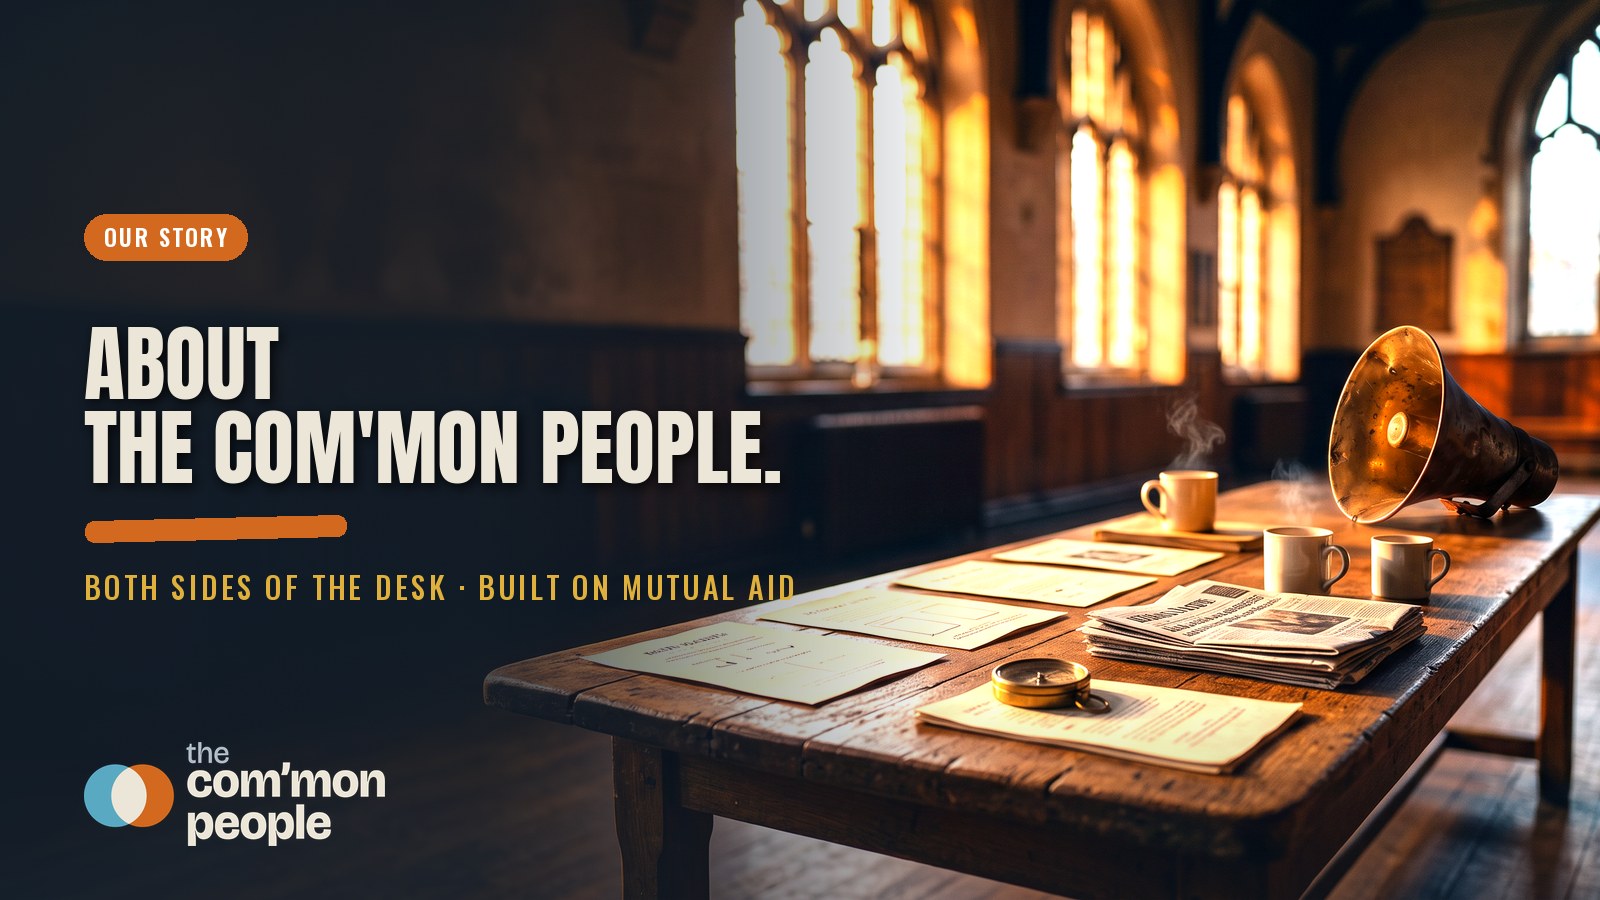 OUR STORY
ABOUT
THE COM'MON PEOPLE.
BOTH SIDES OF THE DESK · BUILT ON MUTUAL AID
the
com'mon
people